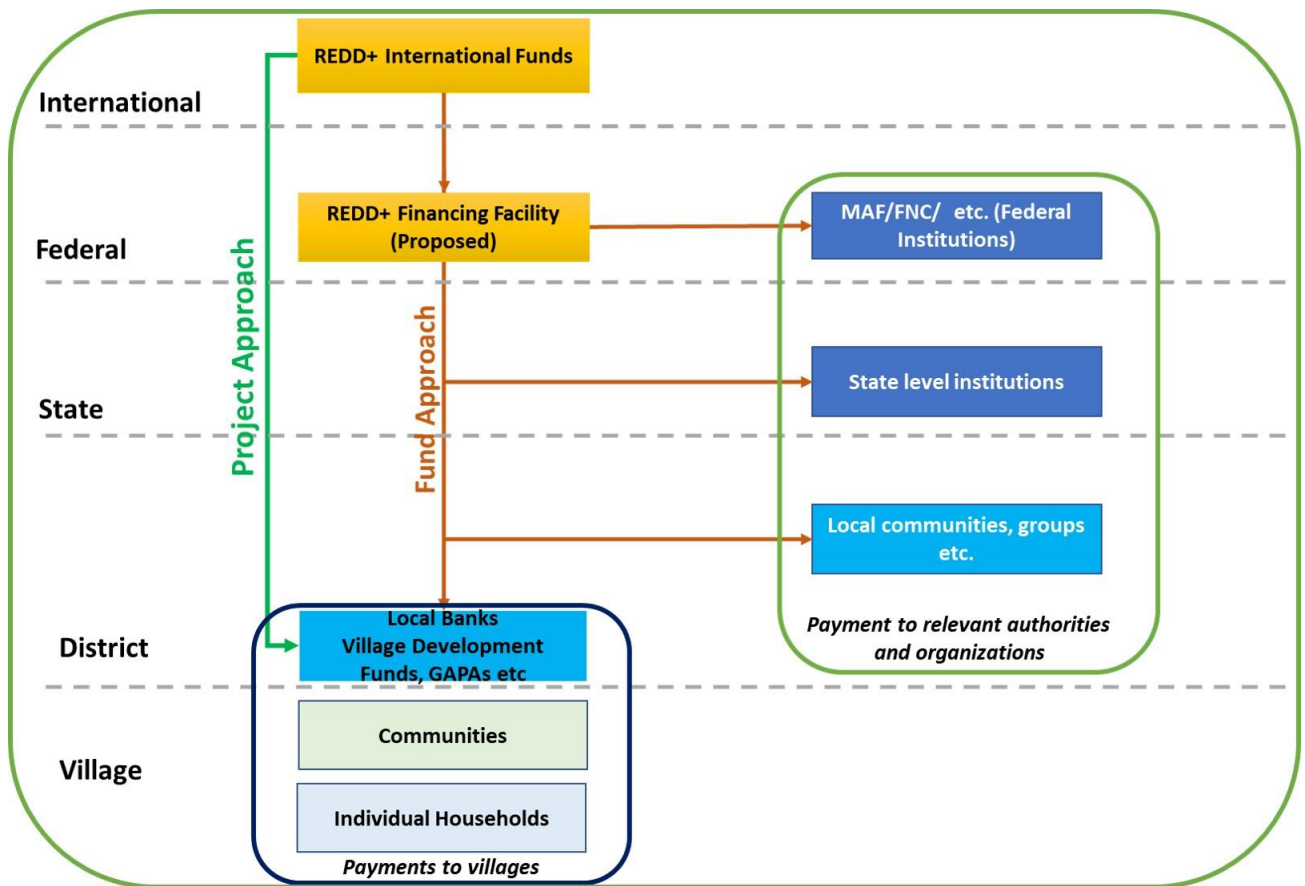 REDD+ International Funds
International
REDD+ Financing Facility
(Proposed)
MAF/FNC/ etc. (Federal
Institutions)
Federal
Project Approach
Fund Approach
State level institutions
State
Local communities, groups
etc.
Payment to relevant authorities
and organizations
Local Banks
Village Development
Funds, GAPAs etc
District
Communities
Village
Individual Households
Payments to villages